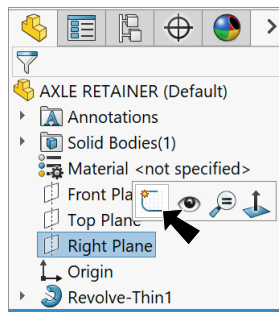 AXLE RETAINER (Default)
Annotations
Solid Bodies(1)
Material <not specified>
Front Pla
Top Plane
Right Plane
Origin
Revolve-Thin1